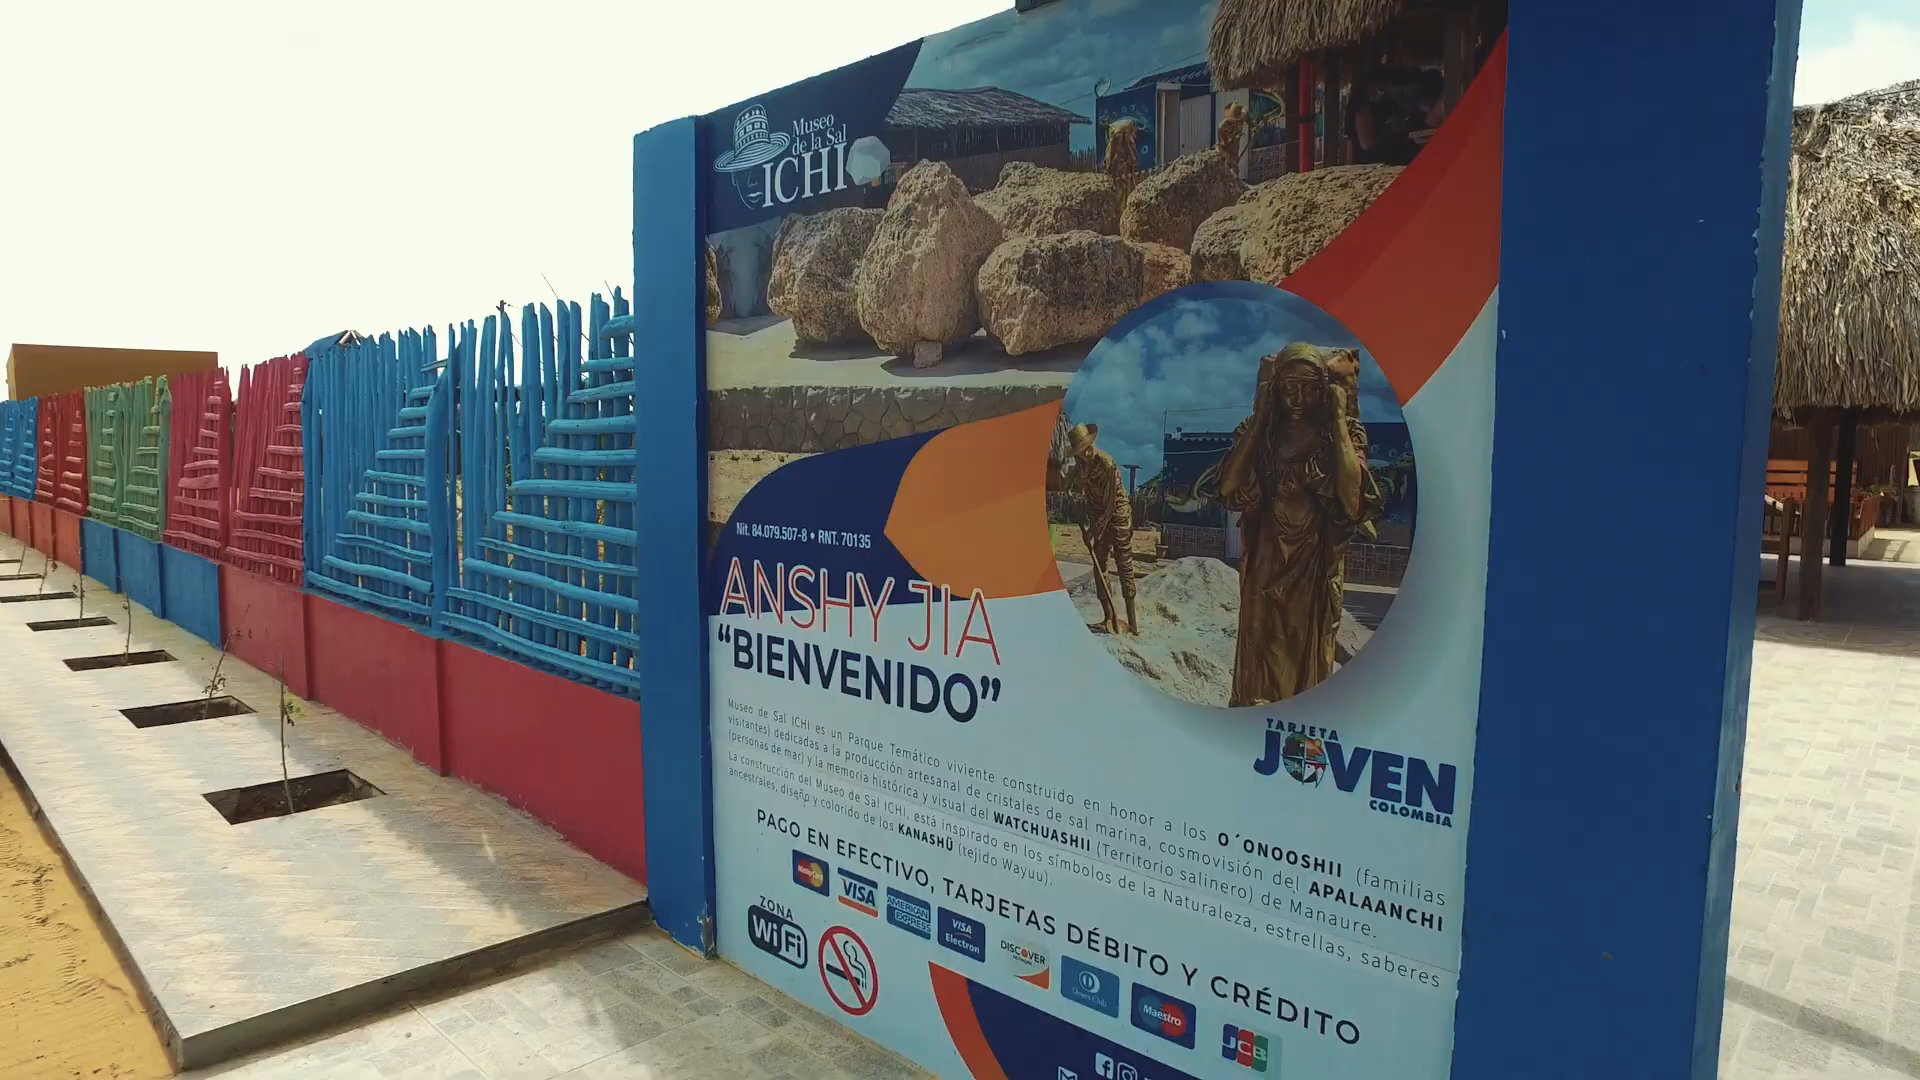 Museo
de la Sal
ICHI
Nit. 84.079.507-8 • RNT. 70135
ANSHY JIA
“BIENVENIDO”
TARJETA
JOVEN
COLOMBIA
Museo de Sal ICHI es un Parque Temático viviente construido en honor a los O´ONOOSHII (familias
visitantes) dedicadas a la producción artesanal de cristales de sal marina, cosmovisión del APALAANCHI
(personas de mar) y la memoria histórica y visual del WATCHUASHII (Territorio salinero) de Manaure.
La construcción del Museo de Sal ICHI, está inspirado en los símbolos de la Naturaleza, estrellas, saberes
ancestrales, diseño y colorido de los KANASHÜ (tejido Wayuu).
PAGO EN EFECTIVO, TARJETAS DÉBITO Y CRÉDITO
MasterCard
VISA
AMERICAN
EXPRESS
VISA
Electron
DISCOVER
NETWORK
Diners Club
Maestro
JCB
ZONA
WiFi